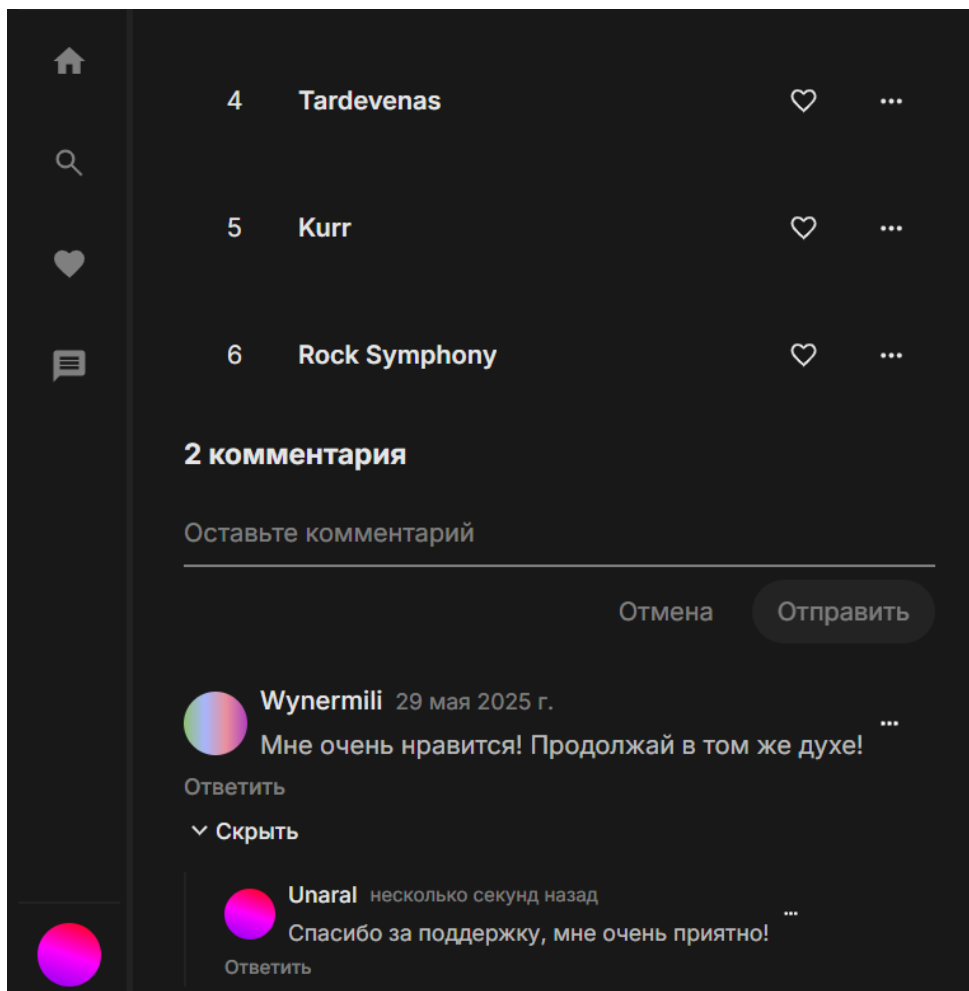 4 Tardevenas
5 Kurr
6 Rock Symphony
2 комментария
Оставьте комментарий
Отмена Отправить
Wynermili 29 мая 2025 г.
Мне очень нравится! Продолжай в том же духе!
Ответить
Скрыть
Unaral несколько секунд назад
Спасибо за поддержку, мне очень приятно!
Ответить